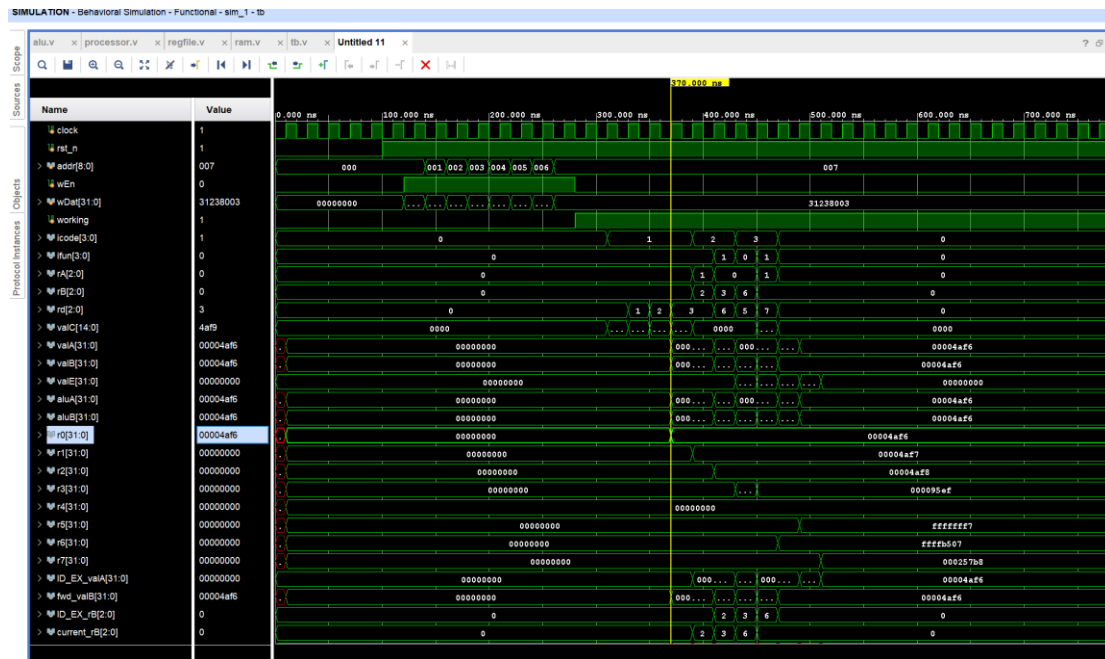 SIMULATION - Behavioral Simulation - Functional - sim_1 - tb
alu.v × processor.v × regfile.v × ram.v × tb.v × Untitled 11 ×
Scope
Sources
Objects
Protocol Instances
370.000 ns
Name Value 0.000 ns 100.000 ns 200.000 ns 300.000 ns 400.000 ns 500.000 ns 600.000 ns 700.000 ns
clock 1
rst_n 1
addr[8:0] 007 000 001 002 003 004 005 006 007
wEn 0
wDat[31:0] 31238003 00000000 ... ... ... ... ... ... ... 31238003
working 1
icode[3:0] 1 0 1 2 3 0
ifun[3:0] 0 0 1 0 1 0
rA[2:0] 0 0 1 0 1 0
rB[2:0] 0 0 2 3 6 0
rd[2:0] 3 0 1 2 3 6 5 7 0
valC[14:0] 4af9 0000 ... ... ... ... 0000 ... 0000
valA[31:0] 00004af6 00000000 000... ... 000... ... 00004af6
valB[31:0] 00004af6 00000000 000... ... ... ... ... 00004af6
valE[31:0] 00000000 00000000 ... ... ... ... 00000000
aluA[31:0] 00004af6 00000000 000... ... 000... ... 00004af6
aluB[31:0] 00004af6 00000000 000... ... ... ... ... 00004af6
r0[31:0] 00004af6 00000000 00004af6
r1[31:0] 00000000 00000000 00004af7
r2[31:0] 00000000 00000000 00004af8
r3[31:0] 00000000 00000000 ... 000095ef
r4[31:0] 00000000 00000000
r5[31:0] 00000000 00000000 fffffff7
r6[31:0] 00000000 00000000 ffffb507
r7[31:0] 00000000 00000000 000257b8
ID_EX_valA[31:0] 00000000 00000000 000... ... 000... ... 00004af6
fwd_valB[31:0] 00004af6 00000000 000... ... ... ... 00004af6
ID_EX_rB[2:0] 0 0 2 3 6 0
current_rB[2:0] 0 0 2 3 6 0